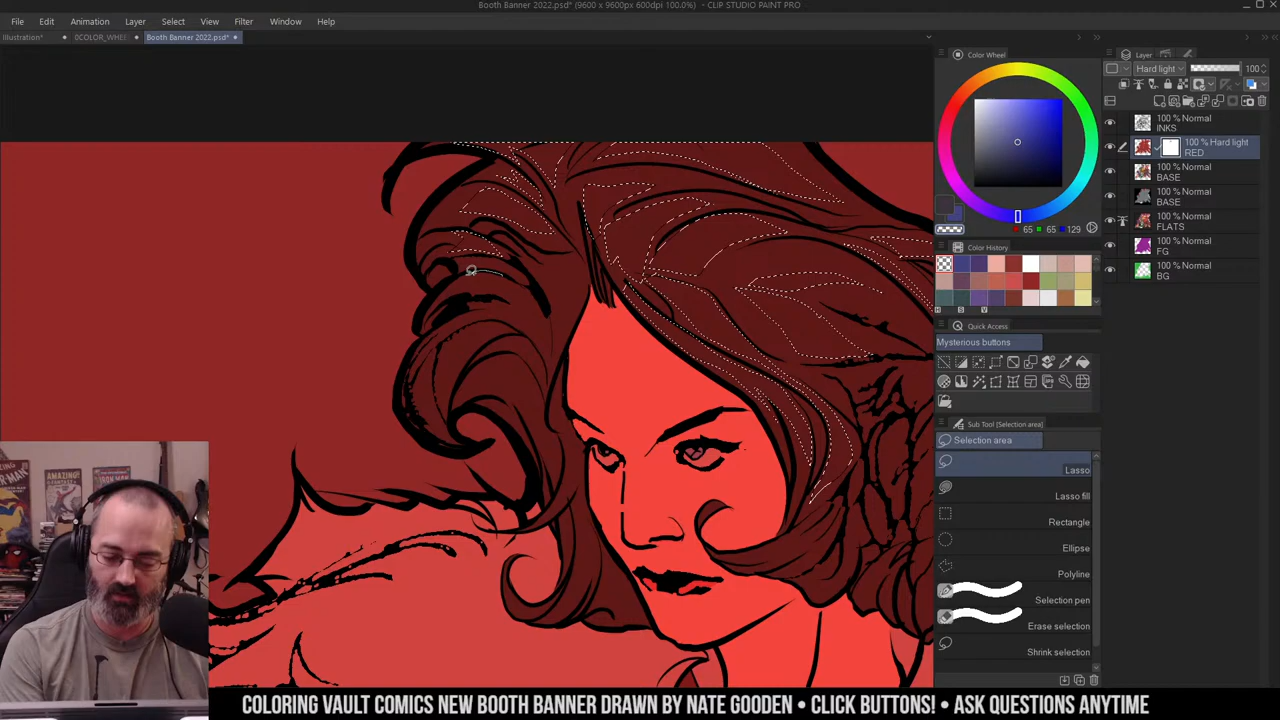 Booth Banner 2022.psd* (9600 x 9600px 600dpi 100.0%) - CLIP STUDIO PAINT PRO
File Edit Animation Layer Select View Filter Window Help
Illustration* 0COLOR_WHEE Booth Banner 2022.psd*
Color Wheel
65 65 129
Color History
H S V
Quick Access
Mysterious buttons
Sub Tool [Selection area]
Selection area
Lasso
Lasso fill
Rectangle
Ellipse
Polyline
Selection pen
Erase selection
Shrink selection
Layer
Hard light 100
100 % Normal
INKS
100 % Hard light
RED
100 % Normal
BASE
100 % Normal
BASE
100 % Normal
FLATS
100 % Normal
FG
100 % Normal
BG
COLORING VAULT COMICS NEW BOOTH BANNER DRAWN BY NATE GOODEN • CLICK BUTTONS! • ASK QUESTIONS ANYTIME